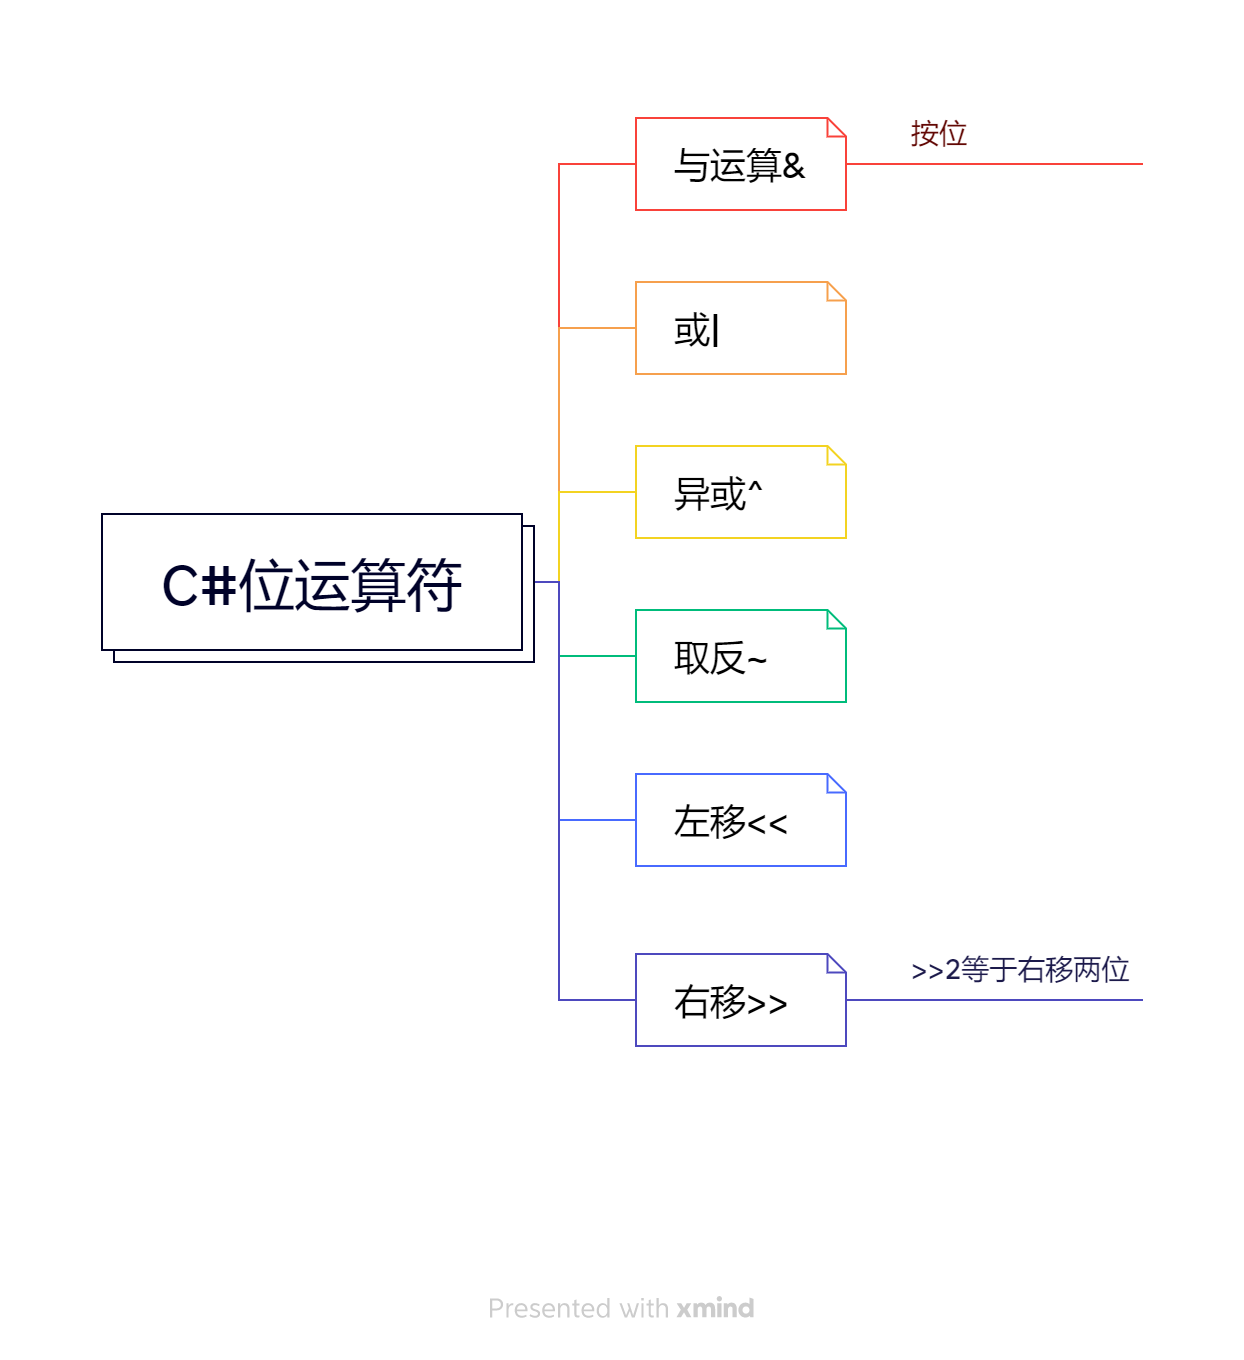 按位
与运算&
或|
异或^
C#位运算符
取反~
左移<<
>>2等于右移两位
右移>>
Presented with xmind